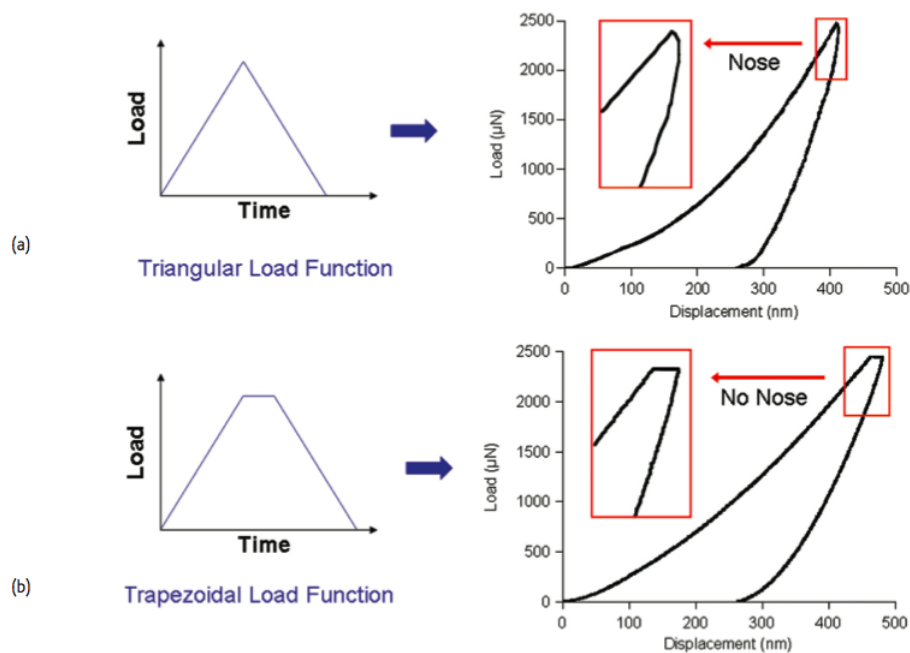 (a)
Load
Time
Triangular Load Function
Load (µN)
2500
2000
1500
1000
500
0
Nose
0 100 200 300 400 500
Displacement (nm)
(b)
Load
Time
Trapezoidal Load Function
Load (µN)
2500
2000
1500
1000
500
0
No Nose
0 100 200 300 400 500
Displacement (nm)